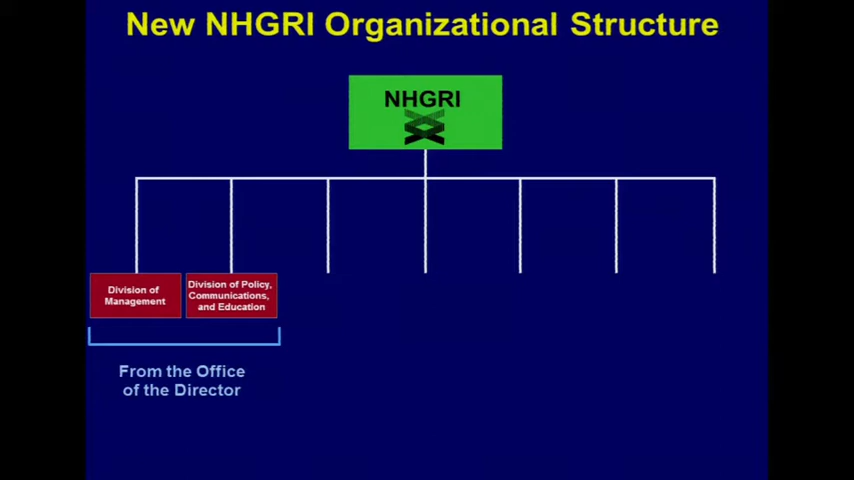 New NHGRI Organizational Structure
NHGRI
Division of
Management
Division of Policy,
Communications,
and Education
From the Office
of the Director